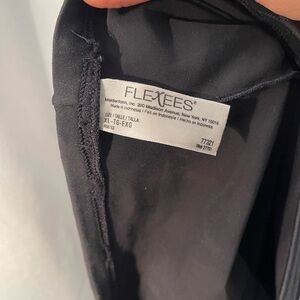 FLEXEES®
Maidenform, Inc. 200 Madison Avenue, New York, NY 10016
Made in Indonesia / Fait en Indonésie / Hecho en Indonesia
SIZE / TAILLE / TALLA
XL-TG-EXG
77321